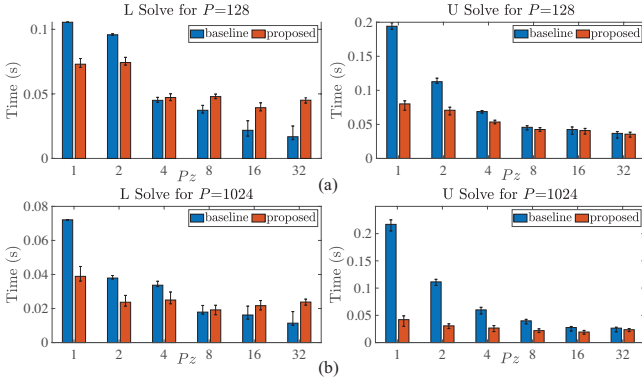 L Solve for P=128
U Solve for P=128
Time (s)
0.1
0.05
0
baseline proposed
1 2 4 8 16 32
Pz
Time (s)
0.2
0.15
0.1
0.05
0
baseline proposed
1 2 4 8 16 32
Pz
(a)
L Solve for P=1024
U Solve for P=1024
Time (s)
0.08
0.06
0.04
0.02
0
baseline proposed
1 2 4 8 16 32
Pz
Time (s)
0.2
0.15
0.1
0.05
0
baseline proposed
1 2 4 8 16 32
Pz
(b)